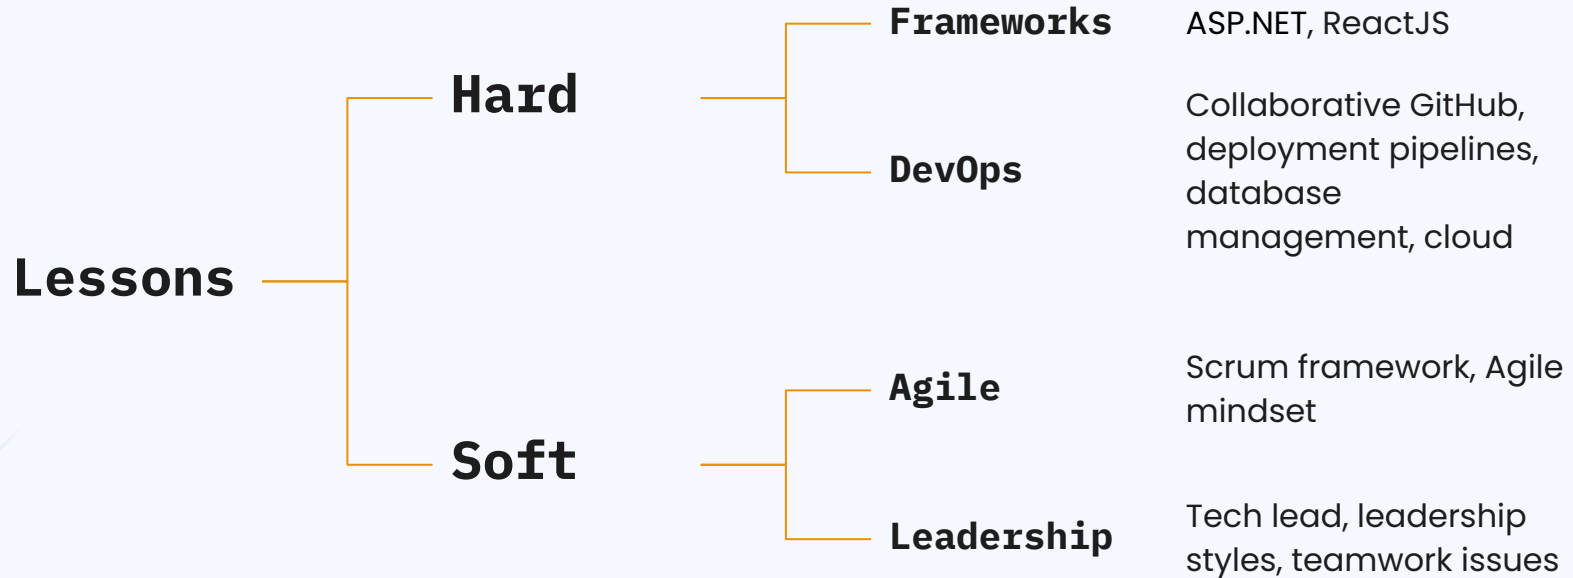 Lessons
Hard
Frameworks
ASP.NET, ReactJS
DevOps
Collaborative GitHub,
deployment pipelines,
database
management, cloud
Soft
Agile
Scrum framework, Agile
mindset
Leadership
Tech lead, leadership
styles, teamwork issues